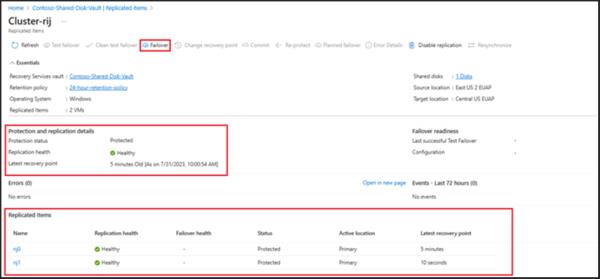 Home > Contoso-Shared-Disk-Vault | Replicated items >
Cluster-rij
Replicated items
Refresh Test failover Clean test failover Failover Change recovery point Commit Re-protect Planned failover Error Details Disable replication Resynchronize
Essentials
Recovery Services vault : Contoso-Shared-Disk-Vault Shared disks : 1 Disks
Retention policy : 24-hour-retention-policy Source location : East US 2 EUAP
Operating System : Windows Target location : Central US EUAP
Replicated Items : 2 VMs
Protection and replication details Failover readiness
Protection status Protected Last successful Test Failover -
Replication health Healthy Configuration -
Latest recovery point 5 minutes Old [As on 7/31/2023, 10:00:54 AM]
Errors (0) Open in new page Events - Last 72 hours (0)
No errors No events
Replicated Items
Name Replication health Failover health Status Active location Latest recovery point
rij0 Healthy - Protected Primary 5 minutes
rij1 Healthy - Protected Primary 10 seconds